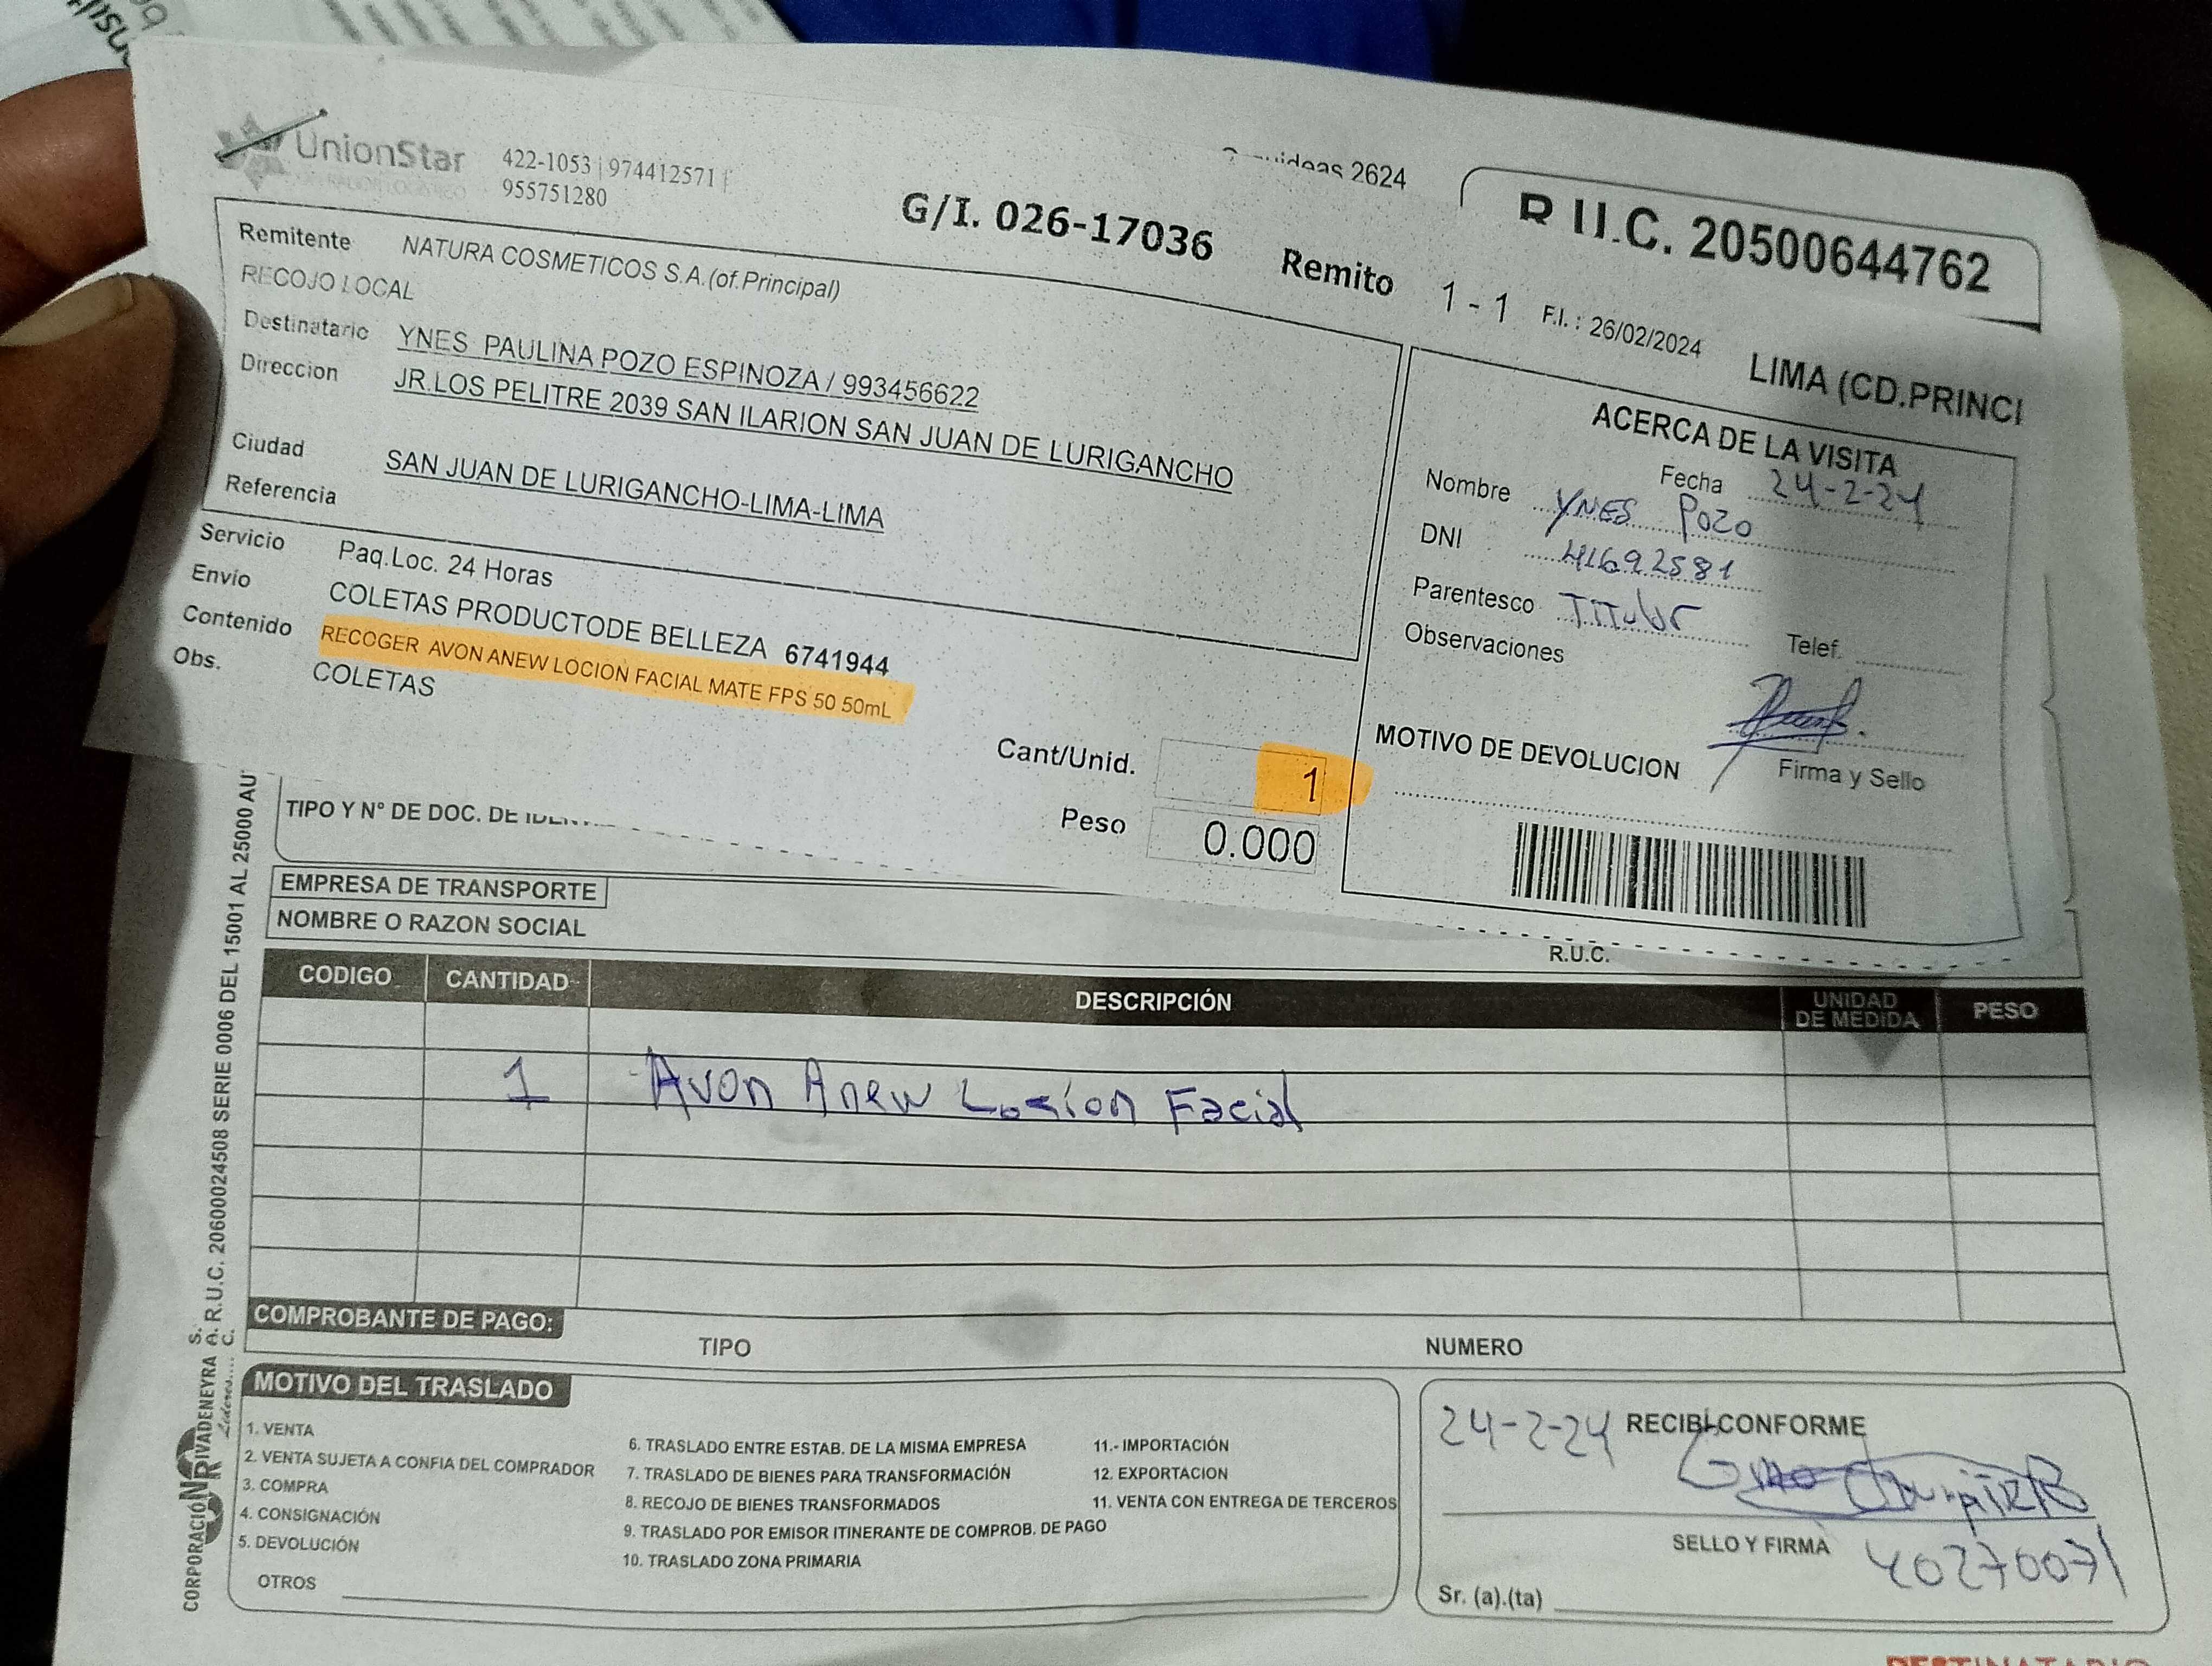 UnionStar
422-1053 | 974412571 |
955751280
2624
G/I. 026-17036
Remito 1 - 1
R.U.C. 20500644762
F.I. : 26/02/2024
LIMA (CD.PRINCI
Remitente NATURA COSMETICOS S.A.(of.Principal)
RECOJO LOCAL
Destinatario YNES PAULINA POZO ESPINOZA / 993456622
Direccion JR.LOS PELITRE 2039 SAN ILARION SAN JUAN DE LURIGANCHO
Ciudad SAN JUAN DE LURIGANCHO-LIMA-LIMA
Referencia
Servicio Paq.Loc. 24 Horas
Envio COLETAS PRODUCTODE BELLEZA 6741944
Contenido RECOGER AVON ANEW LOCION FACIAL MATE FPS 50 50mL
Obs. COLETAS
Cant/Unid. 1
Peso 0.000
ACERCA DE LA VISITA
Fecha 24-2-24
Nombre YNES POZO
DNI 41692581
Parentesco TITulor
Observaciones
Telef.
MOTIVO DE DEVOLUCION
Firma y Sello
TIPO Y N° DE DOC. DE
EMPRESA DE TRANSPORTE
NOMBRE O RAZON SOCIAL
R.U.C.
CODIGO CANTIDAD DESCRIPCIÓN UNIDAD DE MEDIDA PESO
1 Avon Anew Locion Facial
COMPROBANTE DE PAGO:
TIPO NUMERO
MOTIVO DEL TRASLADO
1. VENTA
2. VENTA SUJETA A CONFIA DEL COMPRADOR
3. COMPRA
4. CONSIGNACIÓN
5. DEVOLUCIÓN
OTROS
6. TRASLADO ENTRE ESTAB. DE LA MISMA EMPRESA
7. TRASLADO DE BIENES PARA TRANSFORMACIÓN
8. RECOJO DE BIENES TRANSFORMADOS
9. TRASLADO POR EMISOR ITINERANTE DE COMPROB. DE PAGO
10. TRASLADO ZONA PRIMARIA
11.- IMPORTACIÓN
12. EXPORTACION
11. VENTA CON ENTREGA DE TERCEROS
24-2-24 RECIBI CONFORME
SELLO Y FIRMA 40270071
Sr. (a).(ta)
CORPORACIÓN RIVADENEYRA S.A.C. R.U.C. 20600024508 SERIE 0006 DEL 15001 AL 25000 AU
DESTINATARIO